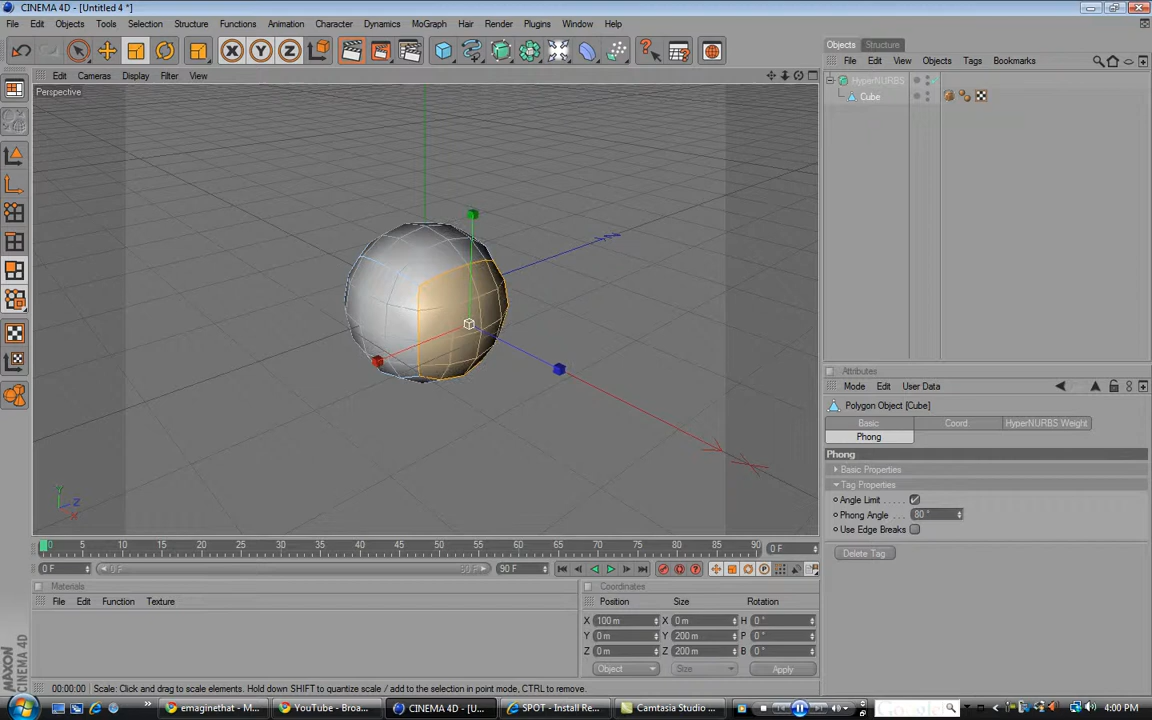 CINEMA 4D - [Untitled 4 *]
File Edit Objects Tools Selection Structure Functions Animation Character Dynamics MoGraph Hair Render Plugins Window Help
Objects Structure
File Edit View Objects Tags Bookmarks
Edit Cameras Display Filter View
HyperNURBS
Cube
Perspective
Y
Z
X
Attributes
Mode Edit User Data
Polygon Object [Cube]
Basic Coord HyperNURBS Weight
Phong
Phong
Basic Properties
Tag Properties
Angle Limit
Phong Angle 80 °
Use Edge Breaks
Delete Tag
0 5 10 15 20 25 30 35 40 45 50 55 60 65 70 75 80 85 90 0 F
0 F 0 F 90 F 90 F
Materials
File Edit Function Texture
Coordinates
Position Size Rotation
X 100 m X 0 m H 0 °
Y 0 m Y 200 m P 0 °
Z 0 m Z 200 m B 0 °
Object Size Apply
MAXON CINEMA 4D
00:00:00 Scale: Click and drag to scale elements. Hold down SHIFT to quantize scale / add to the selection in point mode, CTRL to remove.
emaginethat - M... YouTube - Broa... CINEMA 4D - [U... SPOT - Install Re... Camtasia Studio ... Google 4:00 PM